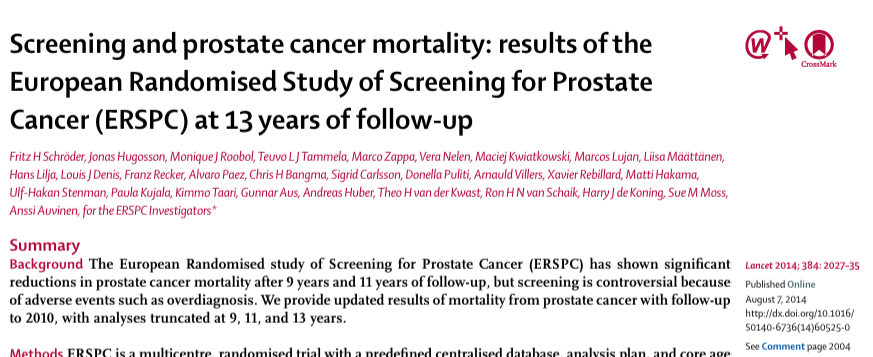 Screening and prostate cancer mortality: results of the
European Randomised Study of Screening for Prostate
Cancer (ERSPC) at 13 years of follow-up
W
CrossMark
Fritz H Schröder, Jonas Hugosson, Monique J Roobol, Teuvo L J Tammela, Marco Zappa, Vera Nelen, Maciej Kwiatkowski, Marcos Lujan, Liisa Määttänen,
Hans Lilja, Louis J Denis, Franz Recker, Alvaro Paez, Chris H Bangma, Sigrid Carlsson, Donella Puliti, Arnauld Villers, Xavier Rebillard, Matti Hakama,
Ulf-Hakan Stenman, Paula Kujala, Kimmo Taari, Gunnar Aus, Andreas Huber, Theo H van der Kwast, Ron H N van Schaik, Harry J de Koning, Sue M Moss,
Anssi Auvinen, for the ERSPC Investigators*
Summary
Background The European Randomised study of Screening for Prostate Cancer (ERSPC) has shown significant
reductions in prostate cancer mortality after 9 years and 11 years of follow-up, but screening is controversial because
of adverse events such as overdiagnosis. We provide updated results of mortality from prostate cancer with follow-up
to 2010, with analyses truncated at 9, 11, and 13 years.
Methods ERSPC is a multicentre, randomised trial with a predefined centralised database, analysis plan, and core age
Lancet 2014; 384: 2027–35
Published Online
August 7, 2014
http://dx.doi.org/10.1016/
S0140-6736(14)60525-0
See Comment page 2004